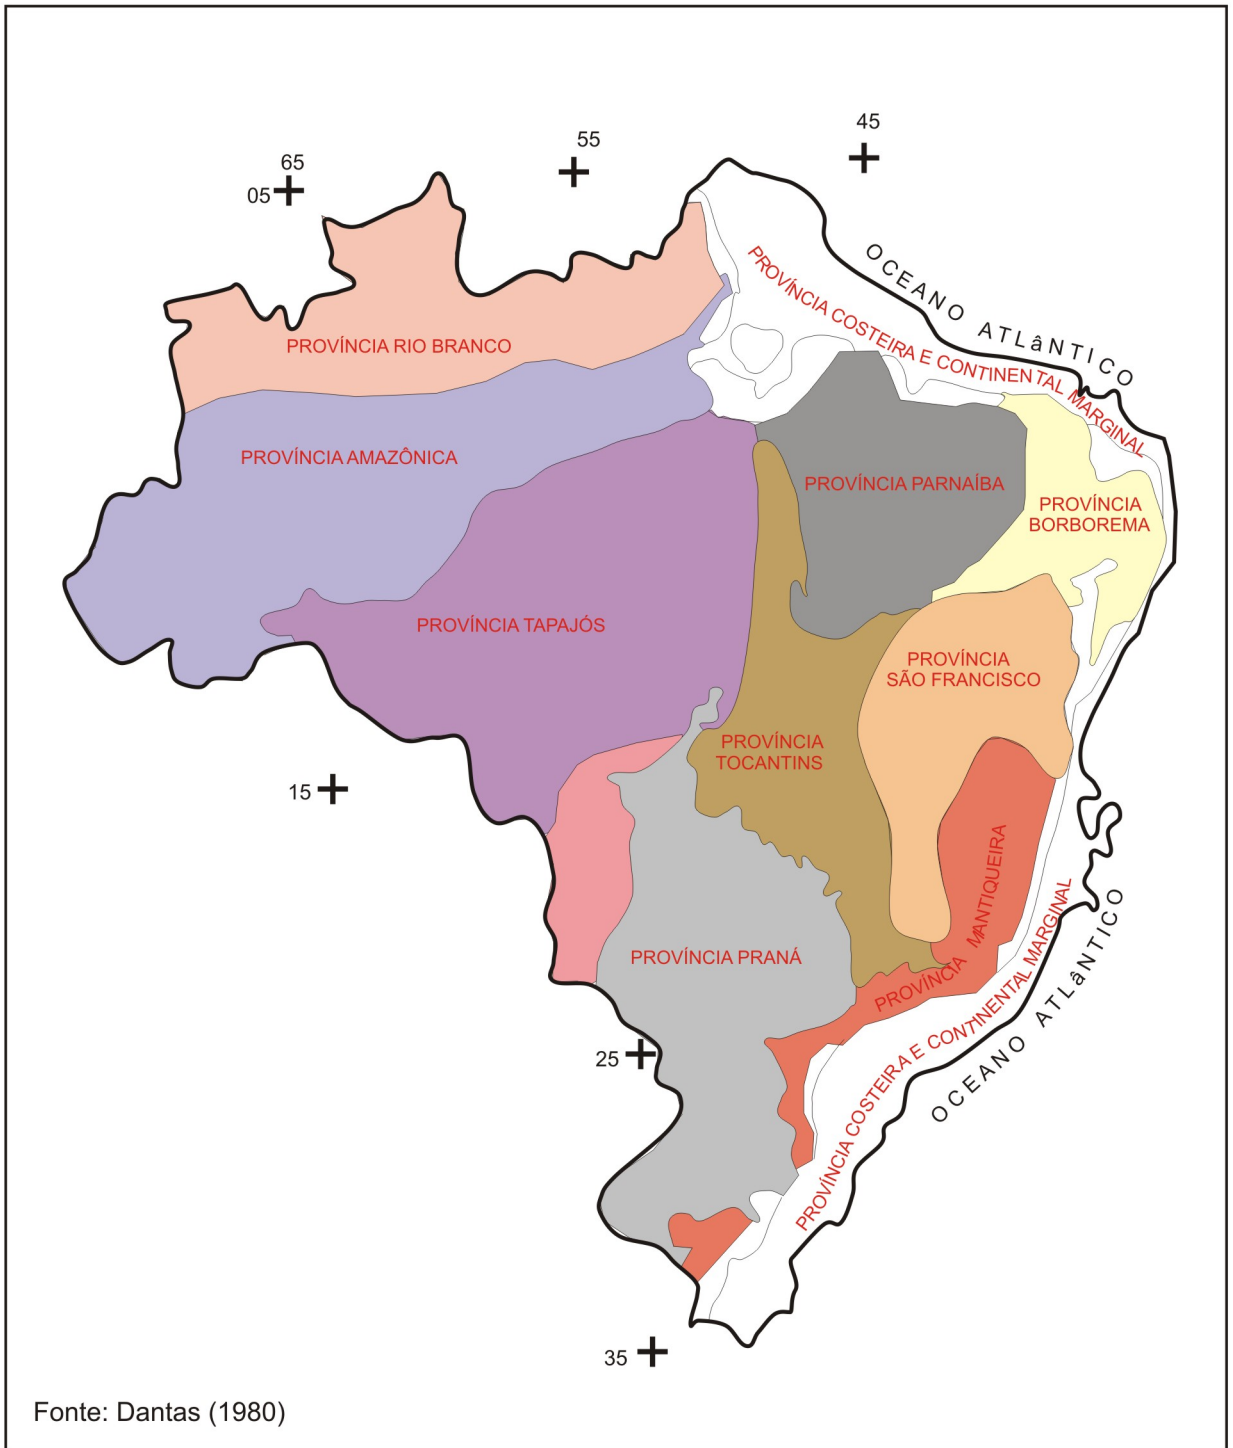 45
55
65
05
OCEANO ATLâNTICO
PROVÍNCIA COSTEIRA E CONTINENTAL MARGINAL
PROVÍNCIA RIO BRANCO
PROVÍNCIA AMAZÔNICA
PROVÍNCIA PARNAÍBA
PROVÍNCIA
BORBOREMA
PROVÍNCIA TAPAJÓS
PROVÍNCIA
SÃO FRANCISCO
PROVÍNCIA
TOCANTINS
15
PROVÍNCIA MANTIQUEIRA
PROVÍNCIA PRANÁ
PROVÍNCIA COSTEIRA E CONTINENTAL MARGINAL
OCEANO ATLâNTICO
25
35
Fonte: Dantas (1980)